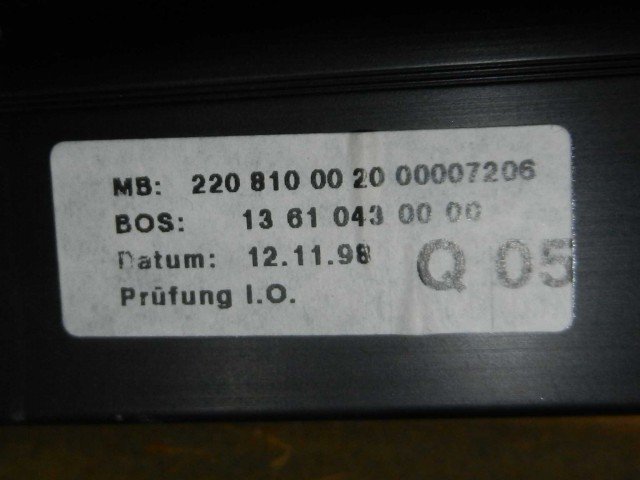 MB: 220 810 00 20 00007206
BOS: 13 61 043 00 00
Datum: 12.11.98
Q 05
Prüfung I.O.